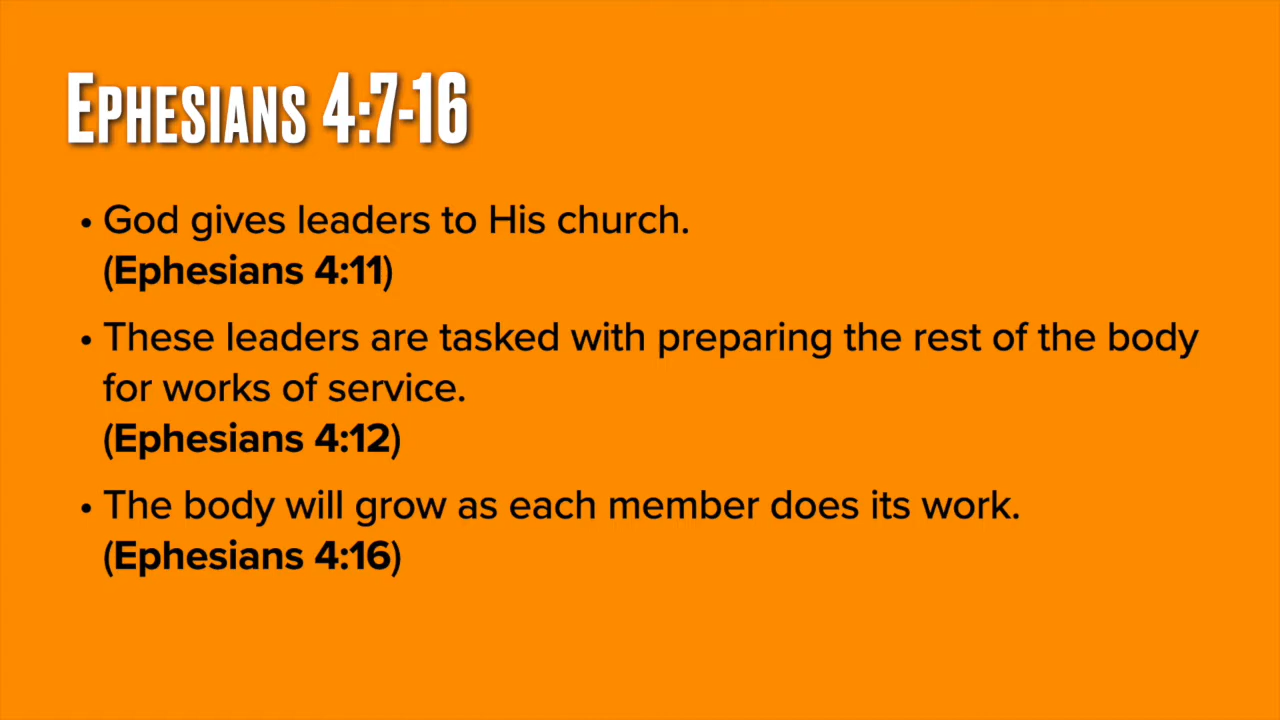 Ephesians 4:7-16
• God gives leaders to His church.
(Ephesians 4:11)
• These leaders are tasked with preparing the rest of the body
for works of service.
(Ephesians 4:12)
• The body will grow as each member does its work.
(Ephesians 4:16)